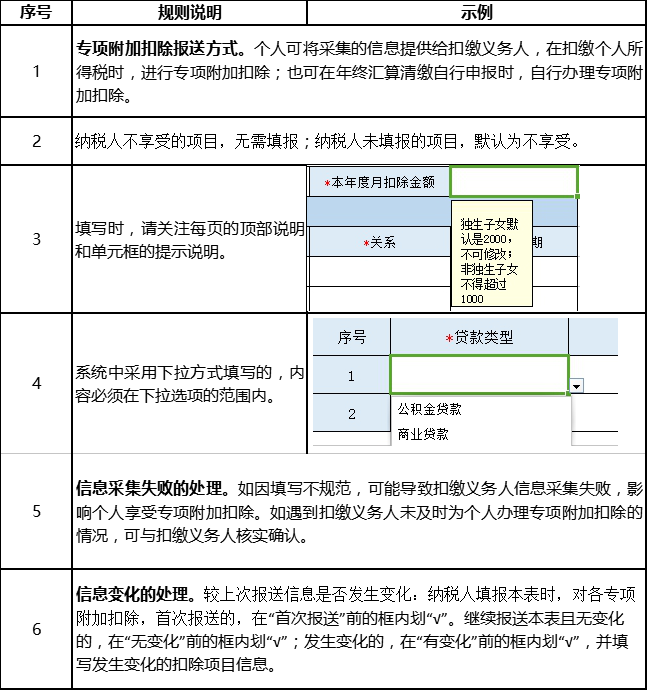 序号 规则说明 示例
1
专项附加扣除报送方式。个人可将采集的信息提供给扣缴义务人，在扣缴个人所
得税时，进行专项附加扣除；也可在年终汇算清缴自行申报时，自行办理专项附
加扣除。
2
纳税人不享受的项目，无需填报；纳税人未填报的项目，默认为不享受。
3
填写时，请关注每页的顶部说明
和单元框的提示说明。
*本年度月扣除金额
*关系
期
独生子女默
认是2000，
不可修改；
非独生子女
不得超过
1000
4
系统中采用下拉方式填写的，内
容必须在下拉选项的范围内。
序号 *贷款类型
1
2
公积金贷款
商业贷款
5
信息采集失败的处理。如因填写不规范，可能导致扣缴义务人信息采集失败，影
响个人享受专项附加扣除。如遇到扣缴义务人未及时为个人办理专项附加扣除的
情况，可与扣缴义务人核实确认。
6
信息变化的处理。较上次报送信息是否发生变化：纳税人填报本表时，对各专项
附加扣除，首次报送的，在“首次报送”前的框内划“√”。继续报送本表且无变化
的，在“无变化”前的框内划“√”；发生变化的，在“有变化”前的框内划“√”，并填
写发生变化的扣除项目信息。